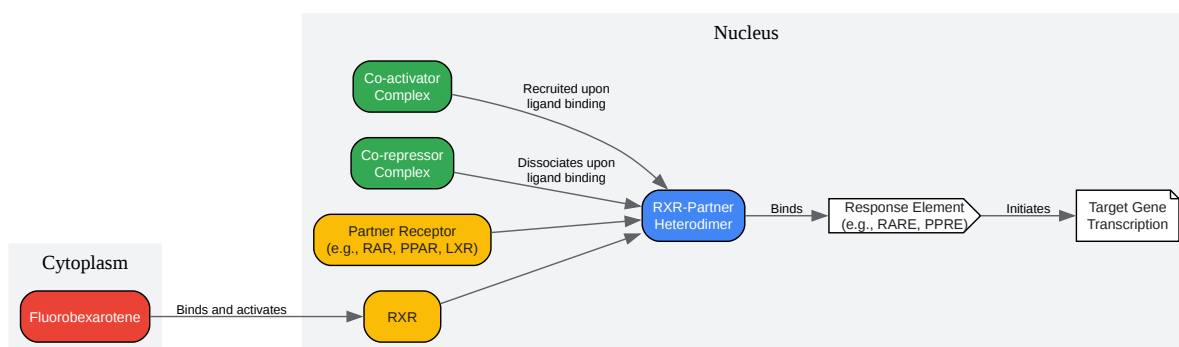 Nucleus
Co-activator
Complex
Recruited upon
ligand binding
Co-repressor
Complex
Dissociates upon
ligand binding
Partner Receptor
(e.g., RAR, PPAR, LXR)
RXR-Partner
Heterodimer
Binds
Response Element
(e.g., RARE, PPRE)
Initiates
Target Gene
Transcription
Cytoplasm
Fluorobexarotene
Binds and activates
RXR